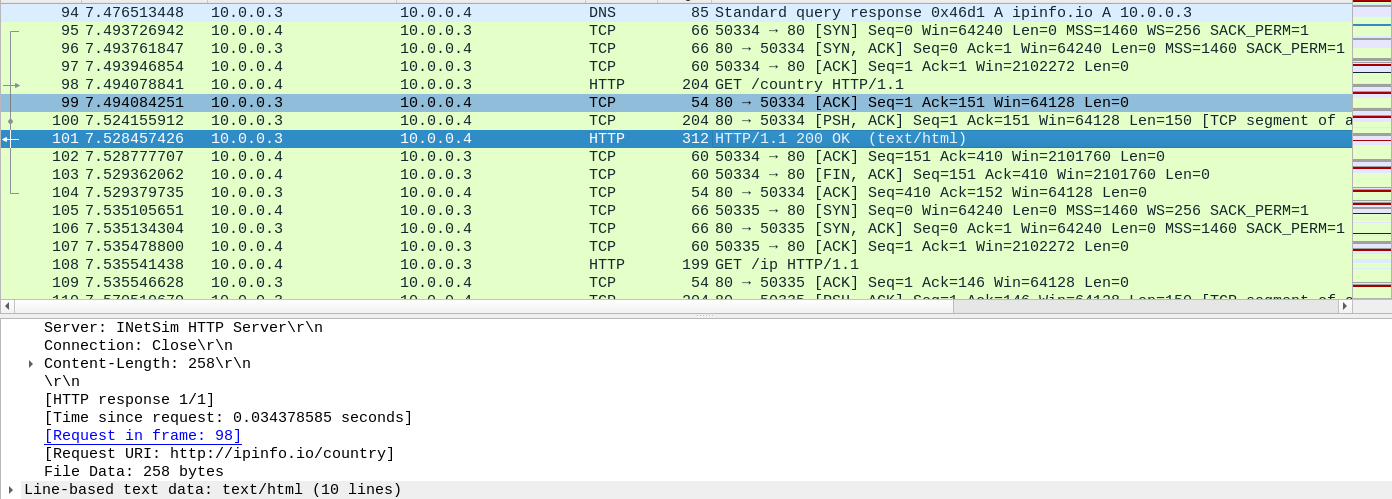 94 7.476513448 10.0.0.3 10.0.0.4 DNS 85 Standard query response 0x46d1 A ipinfo.io A 10.0.0.3
95 7.493726942 10.0.0.4 10.0.0.3 TCP 66 50334 → 80 [SYN] Seq=0 Win=64240 Len=0 MSS=1460 WS=256 SACK_PERM=1
96 7.493761847 10.0.0.3 10.0.0.4 TCP 66 80 → 50334 [SYN, ACK] Seq=0 Ack=1 Win=64240 Len=0 MSS=1460 SACK_PERM=1
97 7.493946854 10.0.0.4 10.0.0.3 TCP 60 50334 → 80 [ACK] Seq=1 Ack=1 Win=2102272 Len=0
98 7.494078841 10.0.0.4 10.0.0.3 HTTP 204 GET /country HTTP/1.1
99 7.494084251 10.0.0.3 10.0.0.4 TCP 54 80 → 50334 [ACK] Seq=1 Ack=151 Win=64128 Len=0
100 7.524155912 10.0.0.3 10.0.0.4 TCP 204 80 → 50334 [PSH, ACK] Seq=1 Ack=151 Win=64128 Len=150 [TCP segment of a
101 7.528457426 10.0.0.3 10.0.0.4 HTTP 312 HTTP/1.1 200 OK (text/html)
102 7.528777707 10.0.0.4 10.0.0.3 TCP 60 50334 → 80 [ACK] Seq=151 Ack=410 Win=2101760 Len=0
103 7.529362062 10.0.0.4 10.0.0.3 TCP 60 50334 → 80 [FIN, ACK] Seq=151 Ack=410 Win=2101760 Len=0
104 7.529379735 10.0.0.3 10.0.0.4 TCP 54 80 → 50334 [ACK] Seq=410 Ack=152 Win=64128 Len=0
105 7.535105651 10.0.0.4 10.0.0.3 TCP 66 50335 → 80 [SYN] Seq=0 Win=64240 Len=0 MSS=1460 WS=256 SACK_PERM=1
106 7.535134304 10.0.0.3 10.0.0.4 TCP 66 80 → 50335 [SYN, ACK] Seq=0 Ack=1 Win=64240 Len=0 MSS=1460 SACK_PERM=1
107 7.535478800 10.0.0.4 10.0.0.3 TCP 60 50335 → 80 [ACK] Seq=1 Ack=1 Win=2102272 Len=0
108 7.535541438 10.0.0.4 10.0.0.3 HTTP 199 GET /ip HTTP/1.1
109 7.535546628 10.0.0.3 10.0.0.4 TCP 54 80 → 50335 [ACK] Seq=1 Ack=146 Win=64128 Len=0
Server: INetSim HTTP Server\r\n
Connection: Close\r\n
Content-Length: 258\r\n
\r\n
[HTTP response 1/1]
[Time since request: 0.034378585 seconds]
[Request in frame: 98]
[Request URI: http://ipinfo.io/country]
File Data: 258 bytes
Line-based text data: text/html (10 lines)